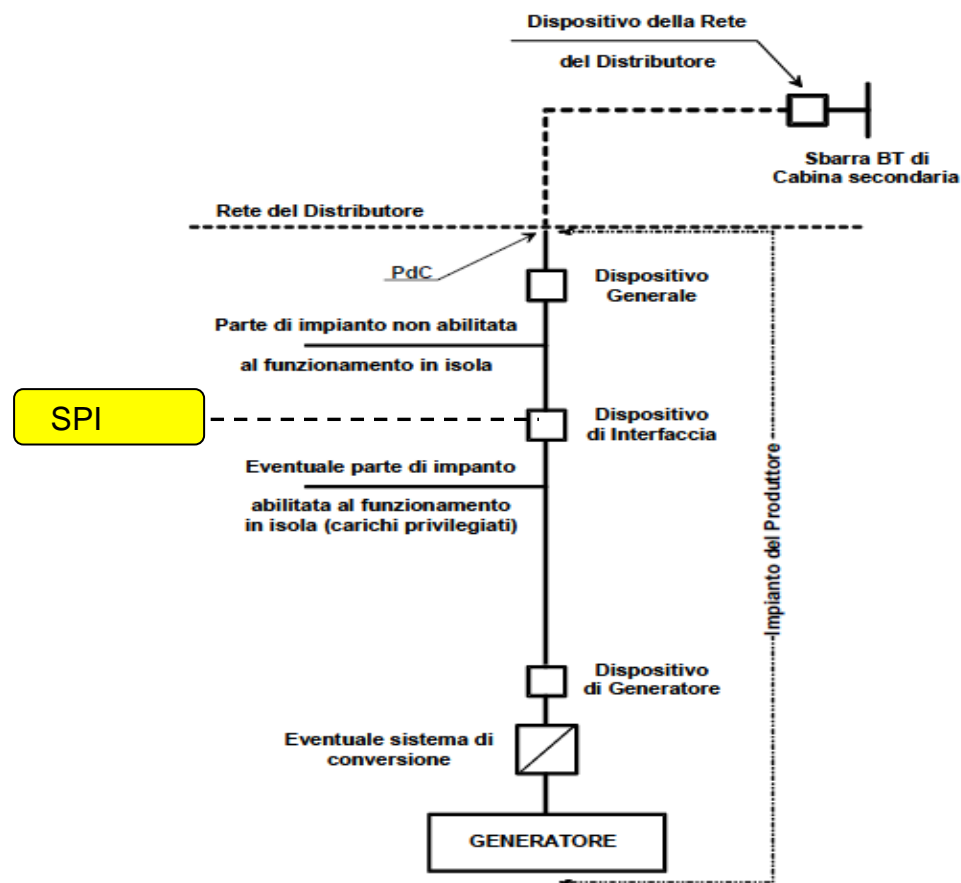 Dispositivo della Rete
del Distributore
Sbarra BT di
Cabina secondaria
Rete del Distributore
PdC
Dispositivo
Generale
Parte di impianto non abilitata
al funzionamento in isola
SPI
Dispositivo
di Interfaccia
Eventuale parte di impanto
abilitata al funzionamento
in isola (carichi privilegiati)
Impianto del Produttore
Dispositivo
di Generatore
Eventuale sistema di
conversione
GENERATORE